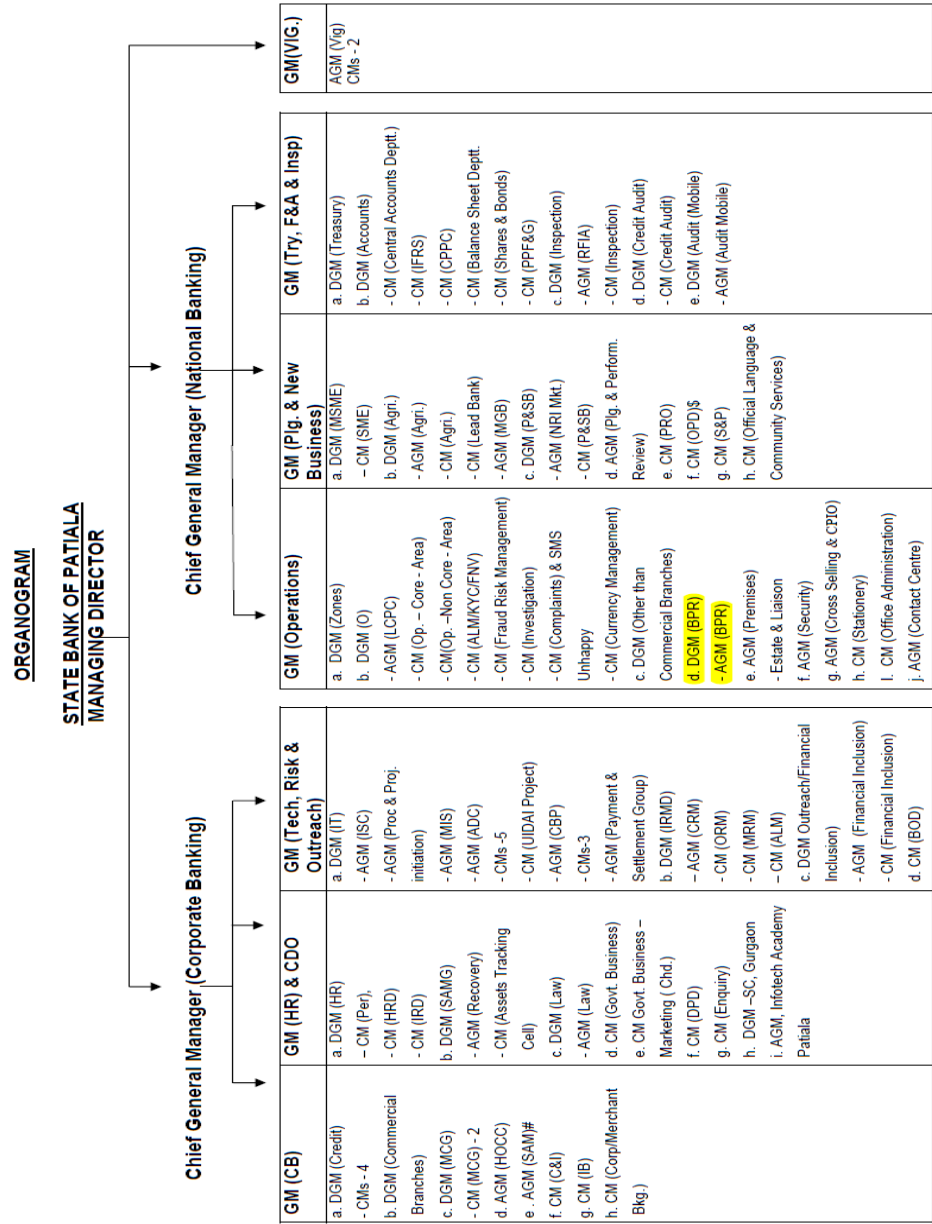 ORGANOGRAM
STATE BANK OF PATIALA
MANAGING DIRECTOR
Chief General Manager (Corporate Banking)
Chief General Manager (National Banking)
GM (CB)
a. DGM (Credit)
- CMs - 4
b. DGM (Commercial
Branches)
c. DGM (MCG)
- CM (MCG) - 2
d. AGM (HOCC)
e . AGM (SAM)#
f. CM (C&I)
g. CM (IB)
h. CM (Corp/Merchant
Bkg.)
GM (HR) & CDO
a. DGM (HR)
– CM (Per),
- CM (HRD)
- CM (IRD)
b. DGM (SAMG)
- AGM (Recovery)
- CM (Assets Tracking
Cell)
c. DGM (Law)
- AGM (Law)
d. CM (Govt. Business)
e. CM Govt. Business –
Marketing ( Chd.)
f. CM (DPD)
g. CM (Enquiry)
h. DGM –SC, Gurgaon
i. AGM, Infotech Academy
Patiala
GM (Tech, Risk &
Outreach)
a. DGM (IT)
- AGM (ISC)
- AGM (Proc & Proj.
initiation)
- AGM (MIS)
- AGM (ADC)
- CMs -5
- CM (UIDAI Project)
- AGM (CBP)
- CMs-3
- AGM (Payment &
Settlement Group)
b. DGM (IRMD)
– AGM (CRM)
- CM (ORM)
- CM (MRM)
– CM (ALM)
c. DGM Outreach/Financial
Inclusion)
- AGM  (Financial Inclusion)
- CM (Financial Inclusion)
d. CM (BOD)
GM (Operations)
a. DGM (Zones)
b. DGM (O)
- AGM (LCPC)
- CM (Op. – Core - Area)
- CM(Op. –Non Core - Area)
- CM (ALM/KYC/FNV)
- CM (Fraud Risk Management)
- CM (Investigation)
- CM (Complaints) & SMS
Unhappy
- CM (Currency Management)
c. DGM (Other than
Commercial Branches)
d. DGM (BPR)
- AGM (BPR)
e. AGM (Premises)
- Estate & Liaison
f. AGM (Security)
g. AGM (Cross Selling & CPIO)
h. CM (Stationery)
I. CM (Office Administration)
j. AGM (Contact Centre)
GM (Plg. & New
Business)
a. DGM (MSME)
– CM (SME)
b. DGM (Agri.)
- AGM (Agri.)
- CM (Agri.)
- CM (Lead Bank)
- AGM (MGB)
c. DGM (P&SB)
- AGM (NRI Mkt.)
- CM (P&SB)
d. AGM (Plg. & Perform.
Review)
e. CM (PRO)
f. CM (OPD)$
g. CM (S&P)
h. CM (Official Language &
Community Services)
GM (Try, F&A & Insp)
a. DGM (Treasury)
b. DGM (Accounts)
- CM (Central Accounts Deptt.)
- CM (IFRS)
- CM (CPPC)
- CM (Balance Sheet Deptt.
- CM (Shares & Bonds)
- CM (PPF&G)
c. DGM (Inspection)
- AGM (RFIA)
- CM (Inspection)
d. DGM (Credit Audit)
- CM (Credit Audit)
e. DGM (Audit (Mobile)
- AGM (Audit Mobile)
GM(VIG.)
AGM (Vig)
CMs - 2